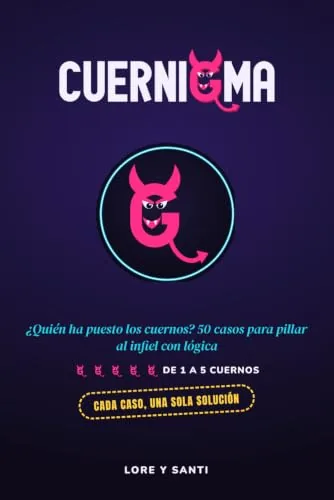 CUERNIGMA
G
¿Quién ha puesto los cuernos? 50 casos para pillar
al infiel con lógica
DE 1 A 5 CUERNOS
CADA CASO, UNA SOLA SOLUCIÓN
LORE Y SANTI